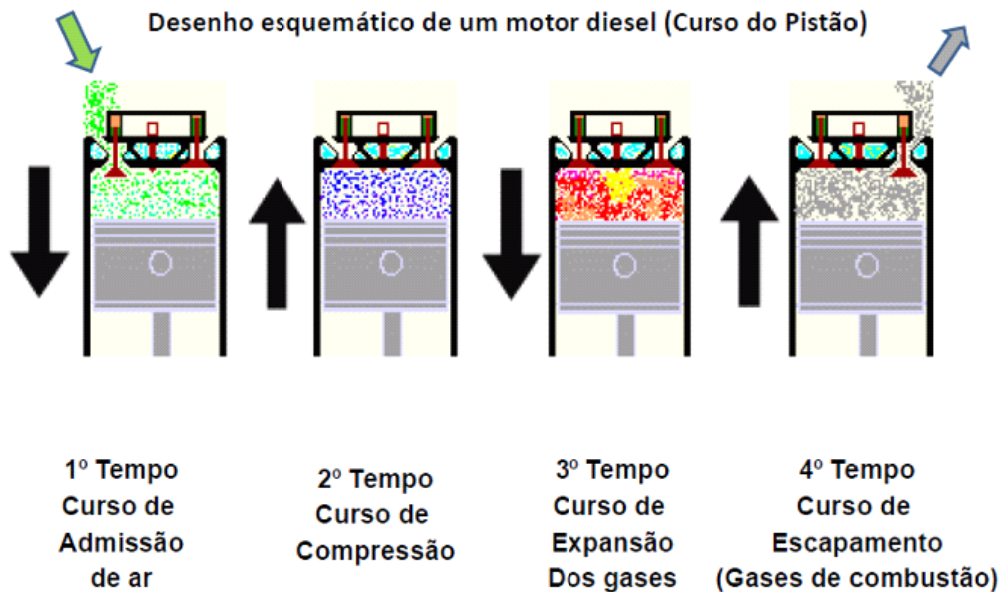 Desenho esquemático de um motor diesel (Curso do Pistão)
1º Tempo
Curso de
Admissão
de ar
2º Tempo
Curso de
Compressão
3º Tempo
Curso de
Expansão
Dos gases
4º Tempo
Curso de
Escapamento
(Gases de combustão)